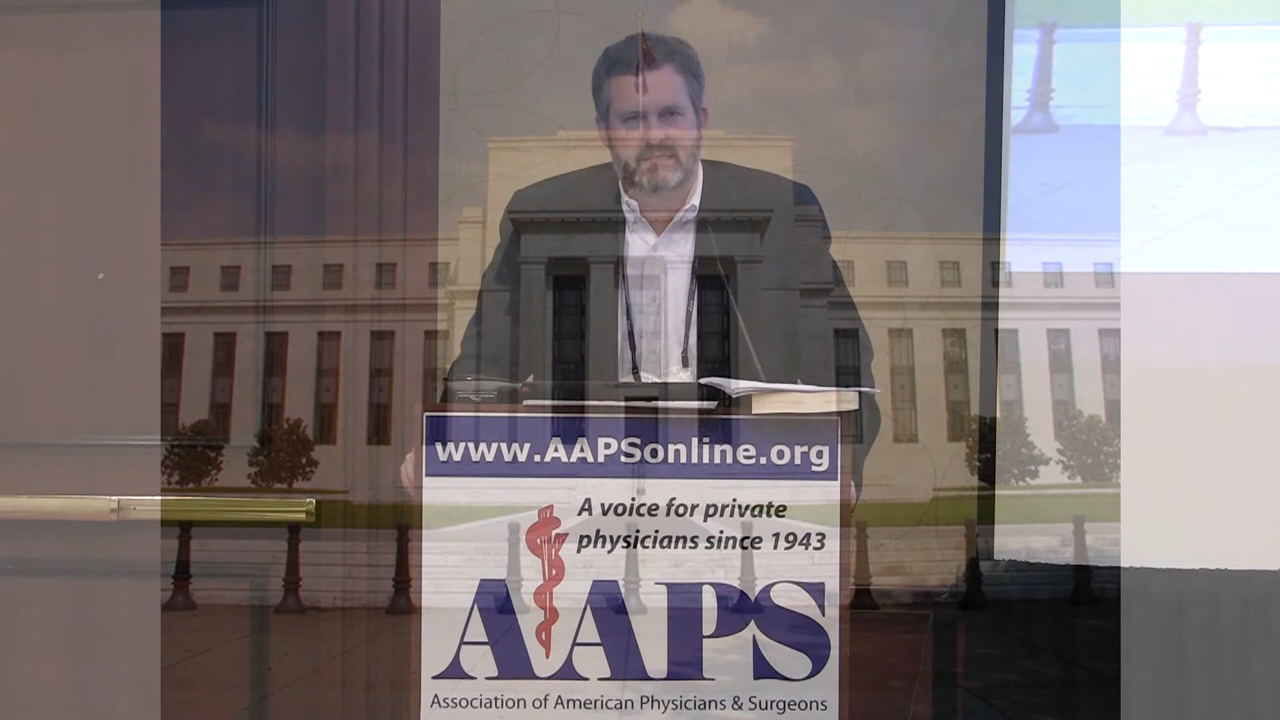 www.AAPSonline.org
A voice for private
physicians since 1943
AAPS
Association of American Physicians & Surgeons